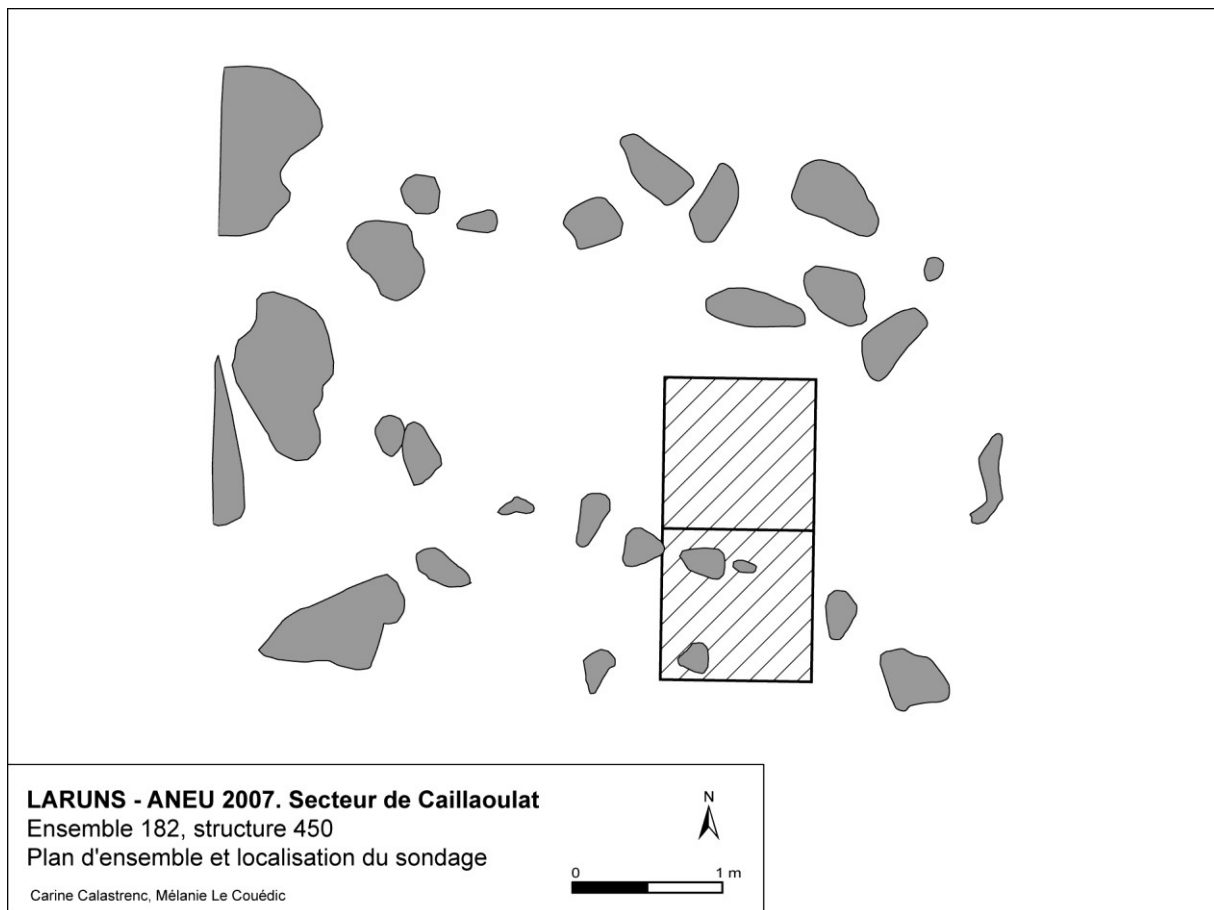 LARUNS - ANEU 2007. Secteur de Caillaoulat
Ensemble 182, structure 450
Plan d'ensemble et localisation du sondage
Carine Calastrenc, Mélanie Le Couédic
N
0 1 m